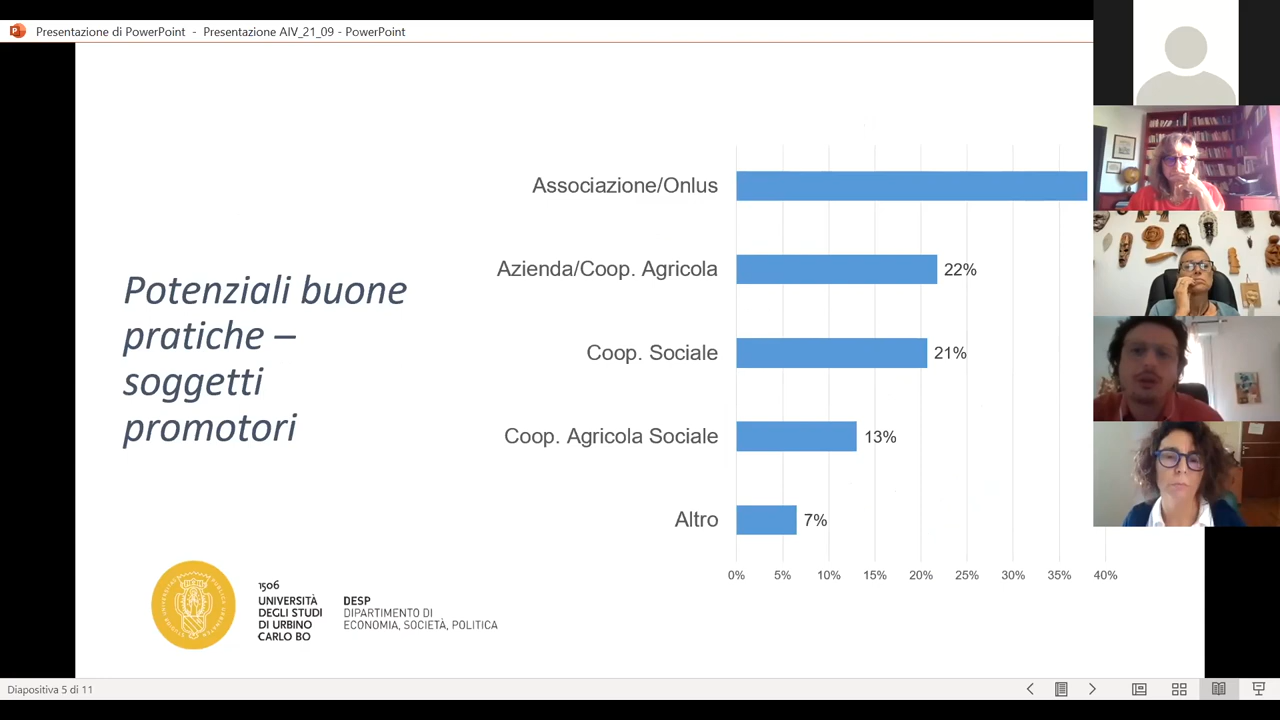 Presentazione di PowerPoint - Presentazione AIV_21_09 - PowerPoint
Potenziali buone
pratiche –
soggetti
promotori
Associazione/Onlus
Azienda/Coop. Agricola 22%
Coop. Sociale 21%
Coop. Agricola Sociale 13%
Altro 7%
0% 5% 10% 15% 20% 25% 30% 35% 40%
1506
UNIVERSITÀ
DEGLI STUDI
DI URBINO
CARLO BO
DESP
DIPARTIMENTO DI
ECONOMIA, SOCIETÀ, POLITICA
Diapositiva 5 di 11